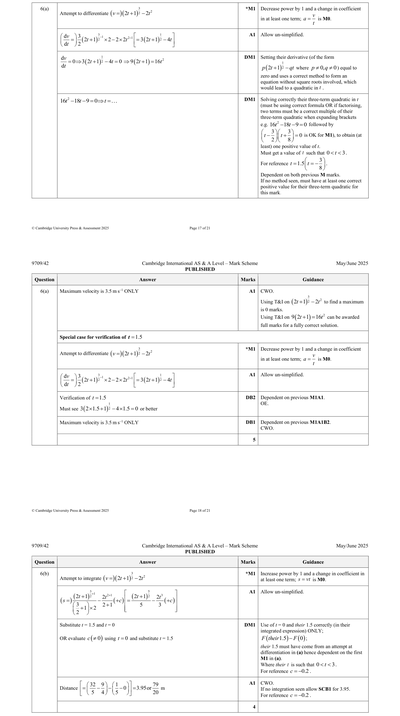 6(a) Attempt to differentiate (v=)(2t+1)^{3/2} − 2t² *M1 Decrease power by 1 and a change in coefficient
in at least one term; a = v/t is M0.
(dv/dt =) 3/2 (2t+1)^{3/2−1} × 2 − 2 × 2t^{2−1} [= 3(2t+1)^{1/2} − 4t] A1 Allow un-simplified.
dv/dt = 0 ⇒ 3(2t+1)^{1/2} − 4t = 0 ⇒ 9(2t+1) = 16t² DM1 Setting their derivative (of the form
p(2t+1)^{1/2} − qt where p ≠ 0, q ≠ 0) equal to
zero and uses a correct method to form an
equation without square roots involved, which
would lead to a quadratic in t.
16t² − 18t − 9 = 0 ⇒ t = … DM1 Solving correctly their three-term quadratic in t
(must be using correct formula OR if factorising,
two terms must be a correct multiple of their
three-term quadratic when expanding brackets
e.g. 16t² − 18t − 9 = 0 followed by
(t − 3/2)(t + 3/8) = 0 is OK for M1), to obtain (at
least) one positive value of t.
Must get a value of t such that 0 < t < 3.
For reference t = 1.5 (t = −3/8).
Dependent on both previous M marks.
If no method seen, must have at least one correct
positive value for their three-term quadratic for
this mark.
© Cambridge University Press & Assessment 2025 Page 17 of 21
9709/42 Cambridge International AS & A Level – Mark Scheme May/June 2025
PUBLISHED
Question Answer Marks Guidance
6(a) Maximum velocity is 3.5 m s⁻¹ ONLY A1 CWO.
Using T&I on (2t+1)^{3/2} − 2t² to find a maximum
is 0 marks.
Using T&I on 9(2t+1) = 16t² can be awarded
full marks for a fully correct solution.
Special case for verification of t = 1.5
Attempt to differentiate (v=)(2t+1)^{3/2} − 2t² *M1 Decrease power by 1 and a change in coefficient
in at least one term; a = v/t is M0.
(dv/dt =) 3/2 (2t+1)^{3/2−1} × 2 − 2 × 2t^{2−1} [= 3(2t+1)^{1/2} − 4t] A1 Allow un-simplified.
Verification of t = 1.5 DB2 Dependent on previous M1A1.
Must see 3(2×1.5+1)^{1/2} − 4×1.5 = 0 or better OE.
Maximum velocity is 3.5 m s⁻¹ ONLY DB1 Dependent on previous M1A1B2.
CWO.
5
© Cambridge University Press & Assessment 2025 Page 18 of 21
9709/42 Cambridge International AS & A Level – Mark Scheme May/June 2025
PUBLISHED
Question Answer Marks Guidance
6(b) Attempt to integrate (v=)(2t+1)^{3/2} − 2t² *M1 Increase power by 1 and a change in coefficient in
at least one term; s = vt is M0.
(s=) (2t+1)^{3/2+1}/((3/2+1)×2) − 2t^{2+1}/(2+1) (+c) [= (2t+1)^{5/2}/5 − 2t³/3 (+c)] A1 Allow un-simplified.
Substitute t = 1.5 and t = 0 DM1 Use of t = 0 and their 1.5 correctly (in their
integrated expression) ONLY;
OR evaluate c (≠ 0) using t = 0 and substitute t = 1.5 F(their1.5) − F(0);
their 1.5 must have come from an attempt at
differentiation in (a) hence dependent on the first
M1 in (a).
Where their t is such that 0 < t < 3.
For reference c = −0.2.
Distance [= (32/5 − 9/4) − (1/5 − 0)] = 3.95 or 79/20 m A1 CWO.
If no integration seen allow SCB1 for 3.95.
For reference c = −0.2.
4